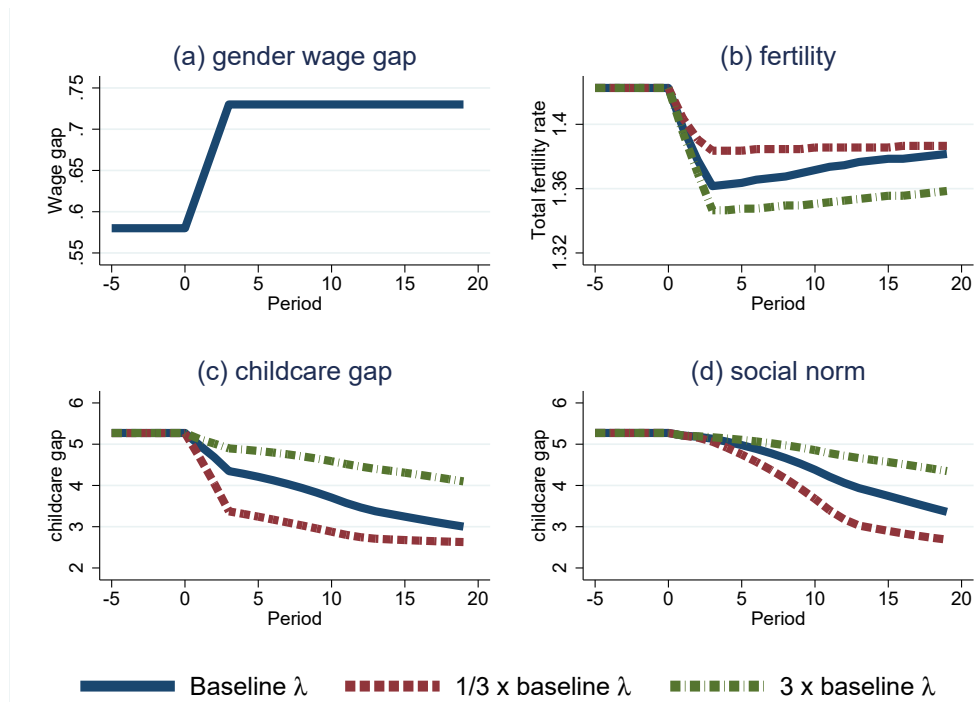 (a) gender wage gap
Wage gap
.55 .6 .65 .7 .75
-5 0 5 10 15 20
Period
(b) fertility
Total fertility rate
1.32 1.36 1.4
-5 0 5 10 15 20
Period
(c) childcare gap
childcare gap
2 3 4 5 6
-5 0 5 10 15 20
Period
(d) social norm
childcare gap
2 3 4 5 6
-5 0 5 10 15 20
Period
Baseline λ 1/3 x baseline λ 3 x baseline λ